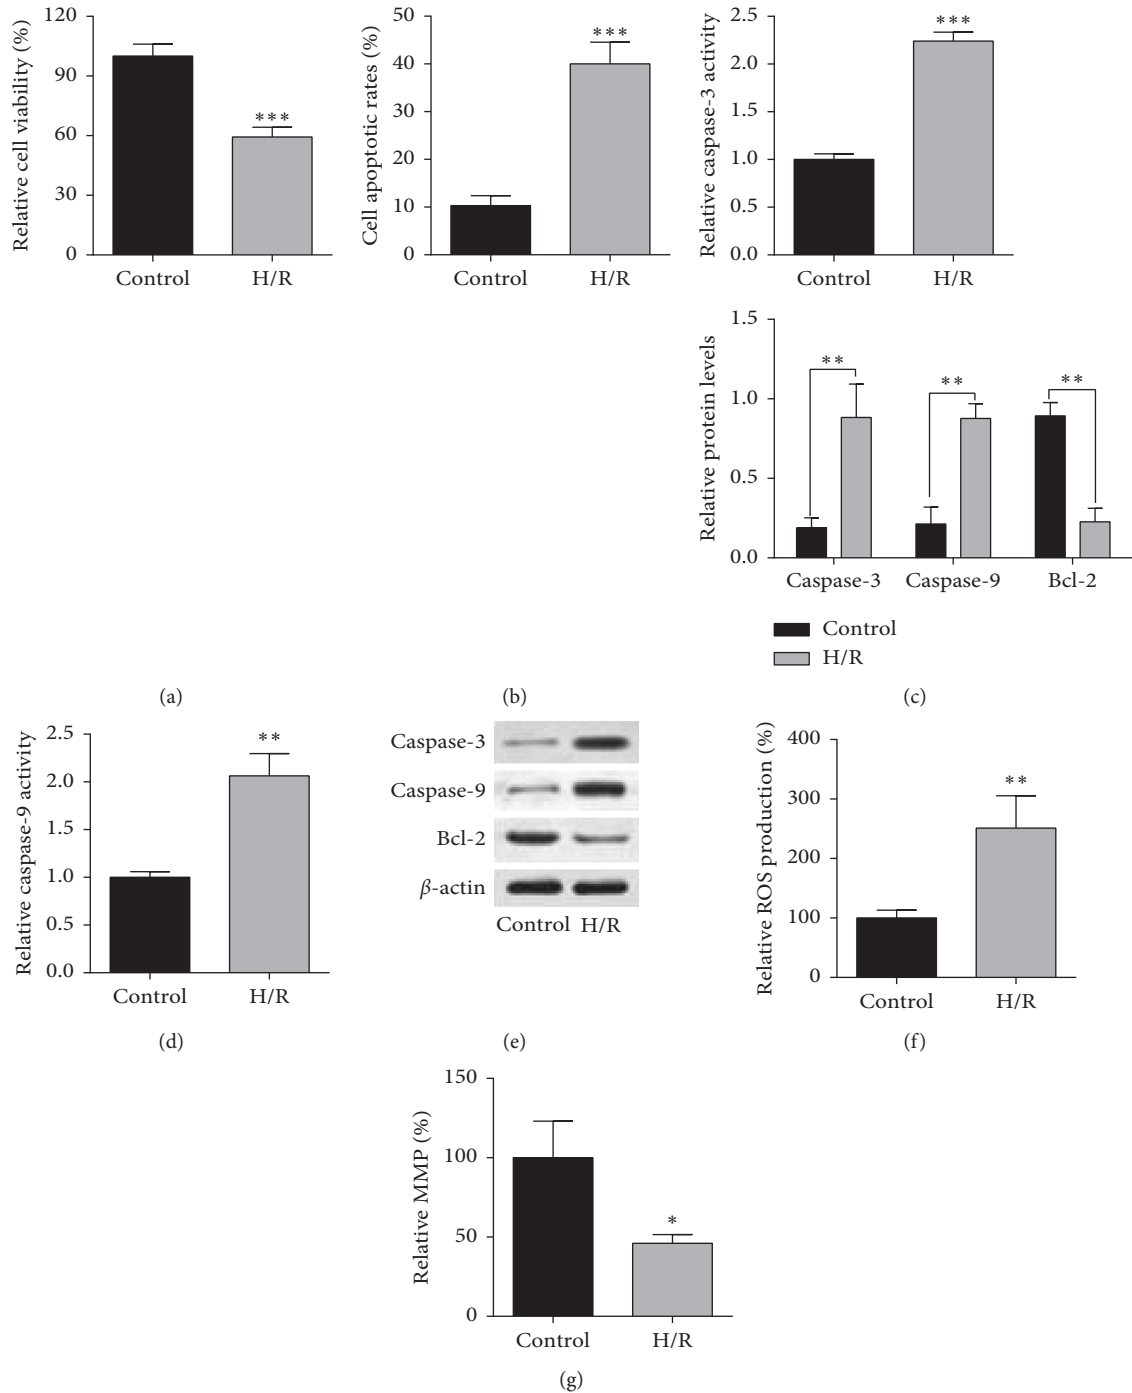 Relative cell viability (%)
120
90
60
30
0
***
Control H/R
Cell apoptotic rates (%)
50
40
30
20
10
0
***
Control H/R
Relative caspase-3 activity
2.5
2.0
1.5
1.0
0.5
0.0
***
Control H/R
Relative protein levels
1.5
1.0
0.5
0.0
** ** **
Caspase-3 Caspase-9 Bcl-2
Control
H/R
(a) (b) (c)
Relative caspase-9 activity
2.5
2.0
1.5
1.0
0.5
0.0
**
Control H/R
Caspase-3
Caspase-9
Bcl-2
β-actin
Control H/R
Relative ROS production (%)
400
300
200
100
0
**
Control H/R
(d) (e) (f)
Relative MMP (%)
150
100
50
0
*
Control H/R
(g)